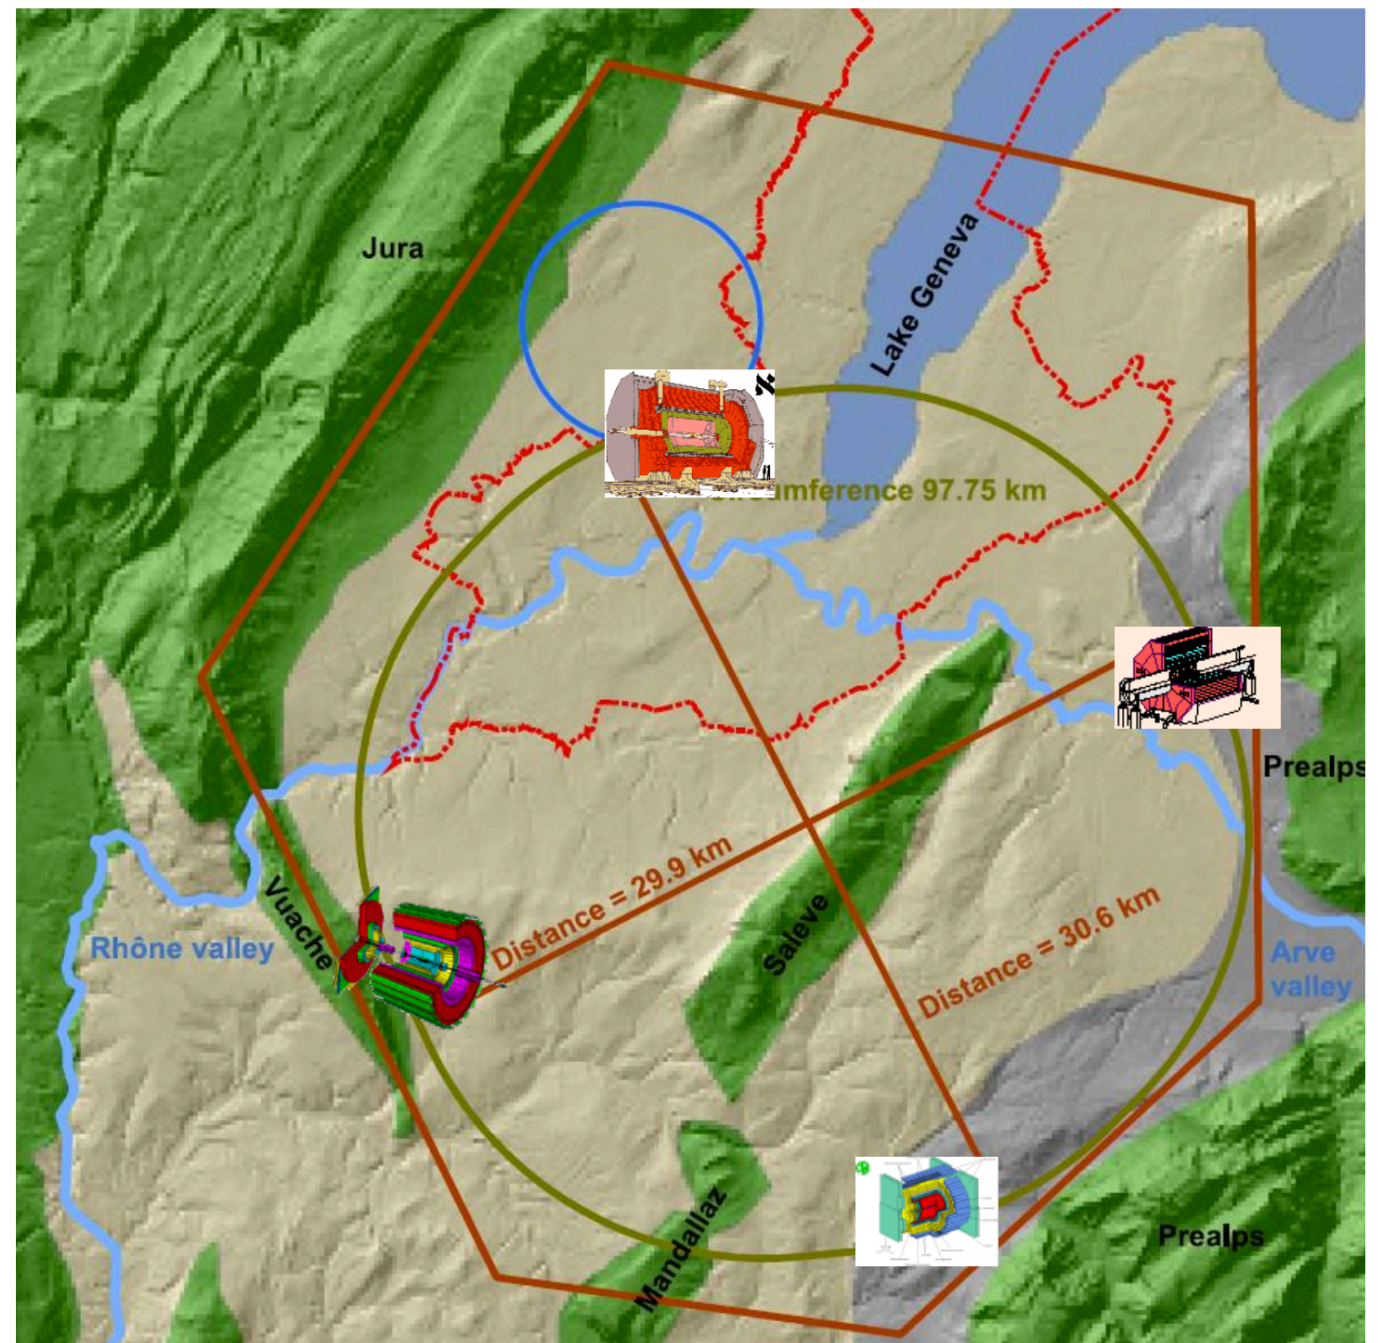 Jura
Lake Geneva
umference 97.75 km
Prealps
Distance = 29.9 km
Vuache
Saleve
Rhône valley
Distance = 30.6 km
Arve
valley
Mandallaz
Prealps